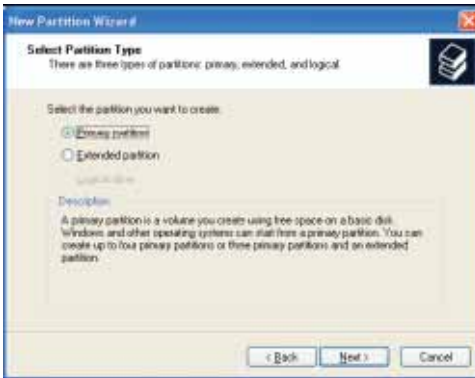 New Partition Wizard
Select Partition Type
There are three types of partitions: primary, extended, and logical.
Select the partition you want to create:
Primary partition
Extended partition
Logical drive
Description
A primary partition is a volume you create using free space on a basic disk.
Windows and other operating systems can start from a primary partition. You can
create up to four primary partitions or three primary partitions and an extended
partition.
< Back
Next >
Cancel